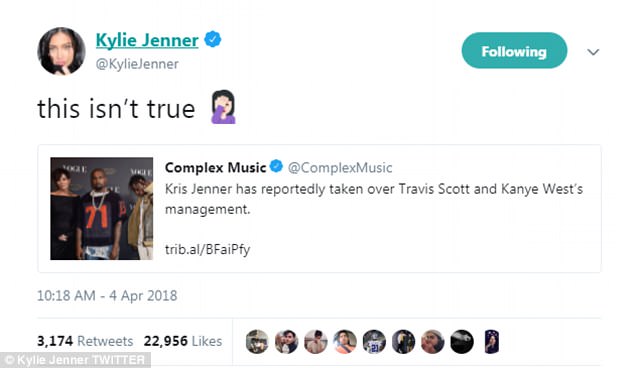 Kylie Jenner
@KylieJenner
Following
this isn't true 🤦🏻‍♀️
VOGUE
VOGUE
71
Complex Music @ComplexMusic
Kris Jenner has reportedly taken over Travis Scott and Kanye West's
management.
trib.al/BFaiPfy
10:18 AM - 4 Apr 2018
3,174 Retweets 22,956 Likes
© Kylie Jenner TWITTER